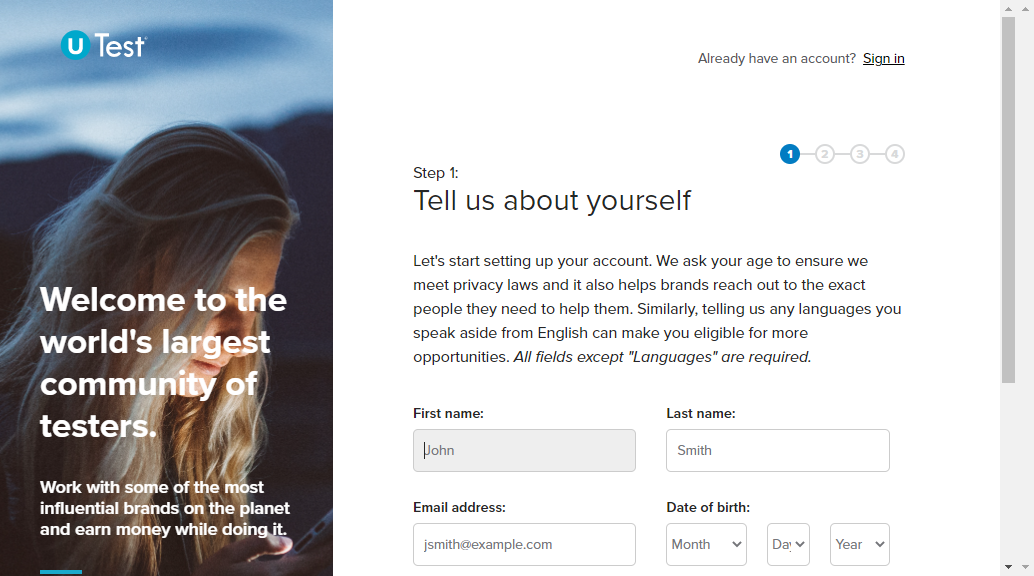 U Test
Already have an account? Sign in
1 2 3 4
Step 1:
Tell us about yourself
Let's start setting up your account. We ask your age to ensure we
meet privacy laws and it also helps brands reach out to the exact
people they need to help them. Similarly, telling us any languages you
speak aside from English can make you eligible for more
opportunities. All fields except "Languages" are required.
Welcome to the
world's largest
community of
testers.
Work with some of the most
influential brands on the planet
and earn money while doing it.
First name: Last name:
John Smith
Email address: Date of birth:
jsmith@example.com Month Day Year